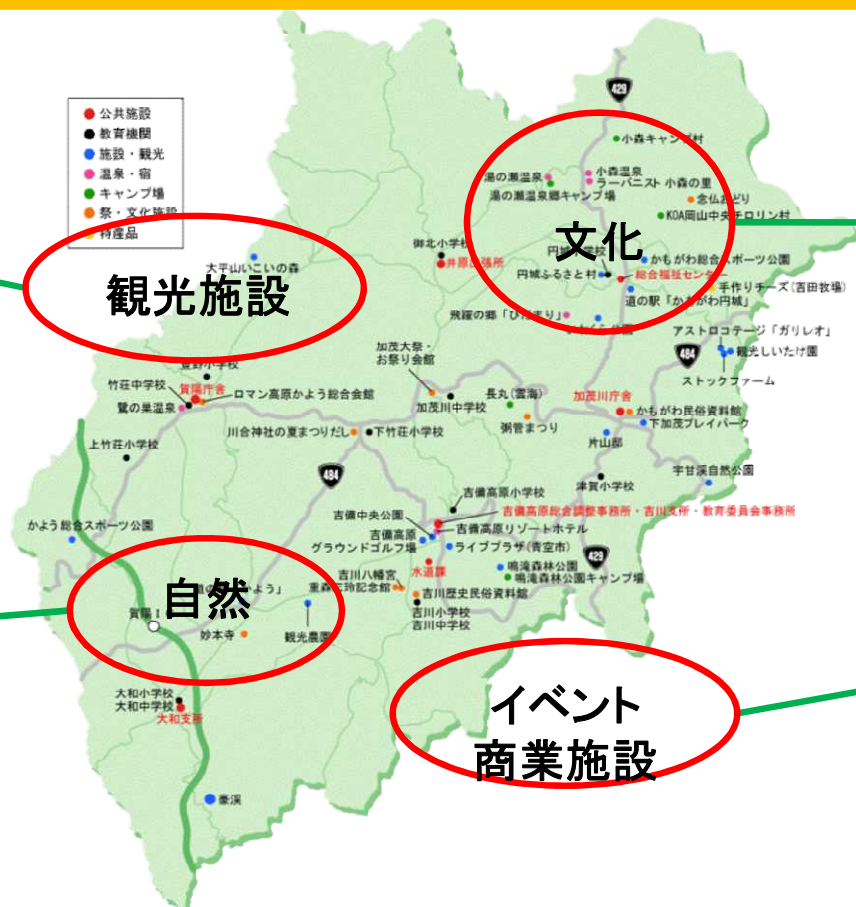 429
公共施設
教育機関
施設・観光
温泉・宿
キャンプ場
祭・文化施設
特産品
小森キャンプ村
湯の瀬温泉
湯の瀬温泉郷キャンプ場
小森温泉
ラーバニスト 小森の里
念仏おどり
KOA岡山中央チロリン村
文化
御北小学校
井原出張所
大平山いこいの森
観光施設
かもがわ総合スポーツ公園
円城ふるさと村
総合福祉センター
手作りチーズ(吉田牧場)
道の駅「かもがわ円城」
飛躍の郷「ひだまり」
アストロコテージ「ガリレオ」
484
観光しいたけ園
ストックファーム
加茂大祭・
お祭り会館
竹荘中学校
賀陽庁舎
ロマン高原かよう総合会館
鷺の巣温泉
加茂川中学校
長丸(雲海)
加茂川庁舎
かもがわ民俗資料館
下加茂プレイパーク
粥管まつり
川合神社の夏まつりだし
下竹荘小学校
片山邸
上竹荘小学校
484
津賀小学校
宇甘渓自然公園
吉備高原小学校
吉備高原総合調整事務所・吉川支所・教育委員会事務所
吉備中央公園
吉備高原リゾートホテル
かよう総合スポーツ公園
吉備高原
グラウンドゴルフ場
ライブプラザ(青空市)
429
水道課
鳴滝森林公園
鳴滝森林公園キャンプ場
自然
かよう」
吉川八幡宮
重森三玲記念館
吉川歴史民俗資料館
吉川小学校
吉川中学校
賀陽I
妙本寺
観光農園
大和小学校
大和中学校
大和支所
イベント
商業施設
豪渓